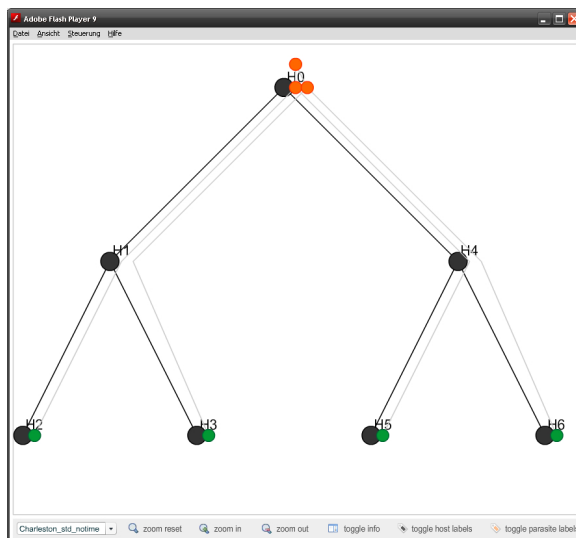 Adobe Flash Player 9
Datei Ansicht Steuerung Hilfe
H0
H1
H4
H2
H3
H5
H6
Charleston_std_notime zoom reset zoom in zoom out toggle info toggle host labels toggle parasite labels